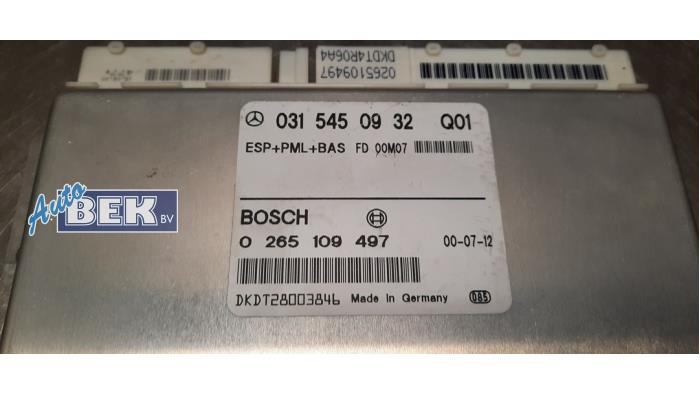 0265109497
DKDT4R06A4
031 545 09 32 Q01
ESP+PML+BAS FD 00M07
BOSCH
0 265 109 497 00-07-12
DKDT28003846 Made in Germany 085
Auto
BEK BV